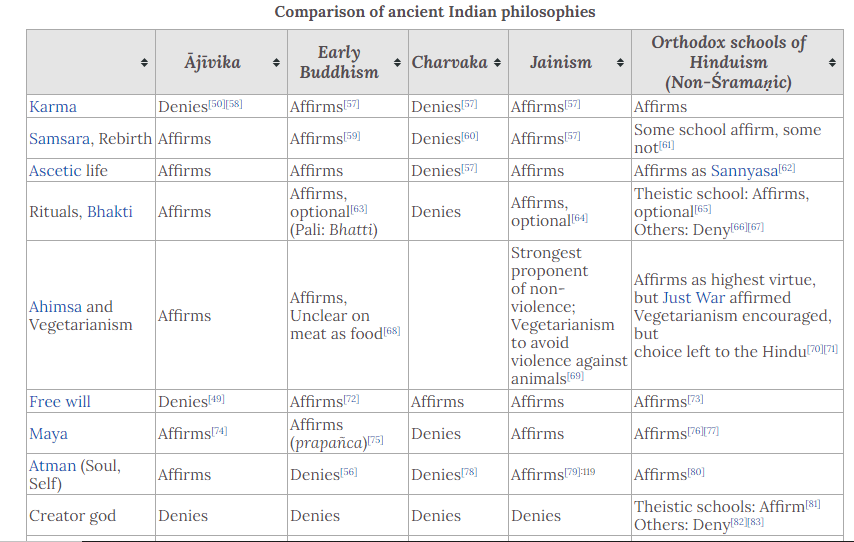 Comparison of ancient Indian philosophies
Ājīvika
Early
Buddhism
Charvaka
Jainism
Orthodox schools of
Hinduism
(Non-Śramaṇic)
Karma
Denies[50][58]
Affirms[57]
Denies[57]
Affirms[57]
Affirms
Samsara, Rebirth
Affirms
Affirms[59]
Denies[60]
Affirms[57]
Some school affirm, some
not[61]
Ascetic life
Affirms
Affirms
Denies[57]
Affirms
Affirms as Sannyasa[62]
Rituals, Bhakti
Affirms
Affirms,
optional[63]
(Pali: Bhatti)
Denies
Affirms,
optional[64]
Theistic school: Affirms,
optional[65]
Others: Deny[66][67]
Ahimsa and
Vegetarianism
Affirms
Affirms,
Unclear on
meat as food[68]
Strongest
proponent
of non-
violence;
Vegetarianism
to avoid
violence against
animals[69]
Affirms as highest virtue,
but Just War affirmed
Vegetarianism encouraged,
but
choice left to the Hindu[70][71]
Free will
Denies[49]
Affirms[72]
Affirms
Affirms
Affirms[73]
Maya
Affirms[74]
Affirms
(prapañca)[75]
Denies
Affirms
Affirms[76][77]
Atman (Soul,
Self)
Affirms
Denies[56]
Denies[78]
Affirms[79]:119
Affirms[80]
Creator god
Denies
Denies
Denies
Denies
Theistic schools: Affirm[81]
Others: Deny[82][83]